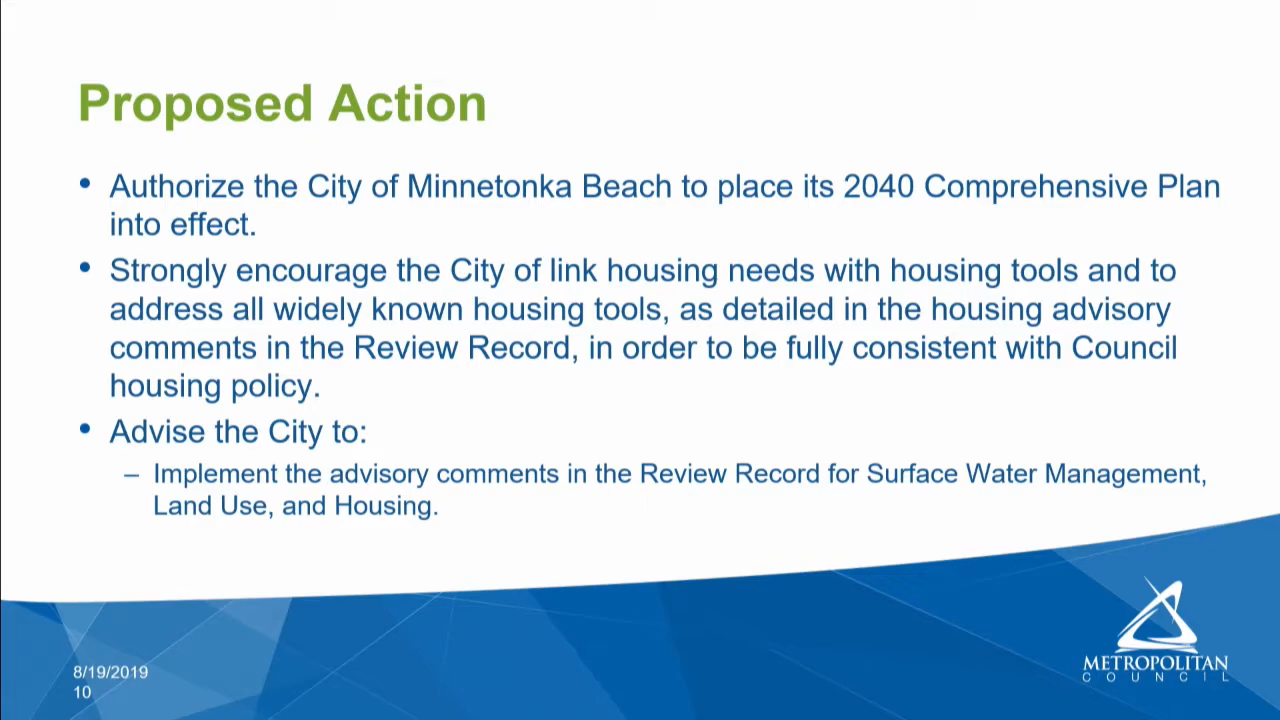 Proposed Action
• Authorize the City of Minnetonka Beach to place its 2040 Comprehensive Plan
into effect.
• Strongly encourage the City of link housing needs with housing tools and to
address all widely known housing tools, as detailed in the housing advisory
comments in the Review Record, in order to be fully consistent with Council
housing policy.
• Advise the City to:
– Implement the advisory comments in the Review Record for Surface Water Management,
Land Use, and Housing.
8/19/2019
10
METROPOLITAN
COUNCIL